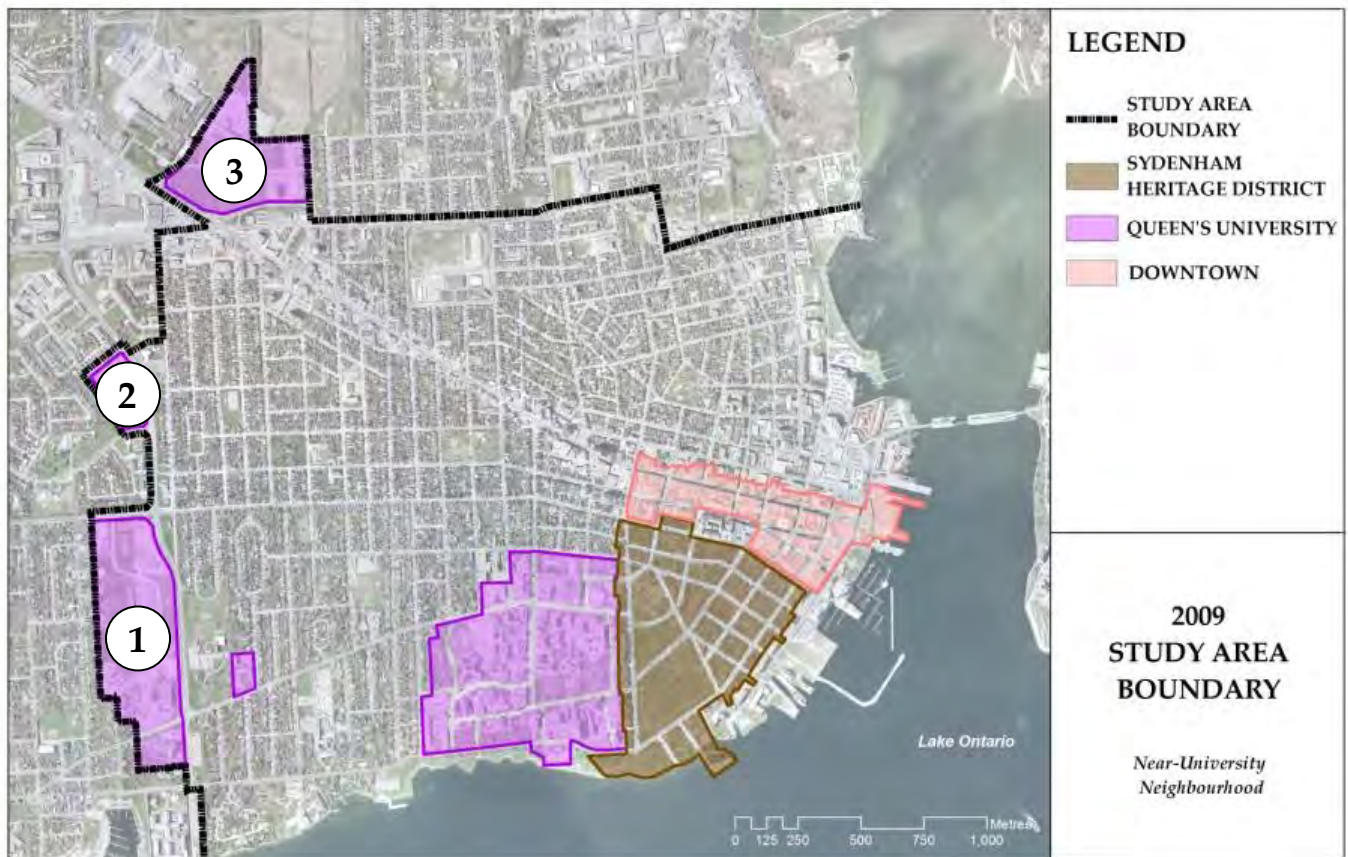 LEGEND
STUDY AREA
BOUNDARY
SYDENHAM
HERITAGE DISTRICT
QUEEN'S UNIVERSITY
DOWNTOWN
N
3
2
1
Lake Ontario
Metres
0 125 250 500 750 1,000
2009
STUDY AREA
BOUNDARY
Near-University
Neighbourhood